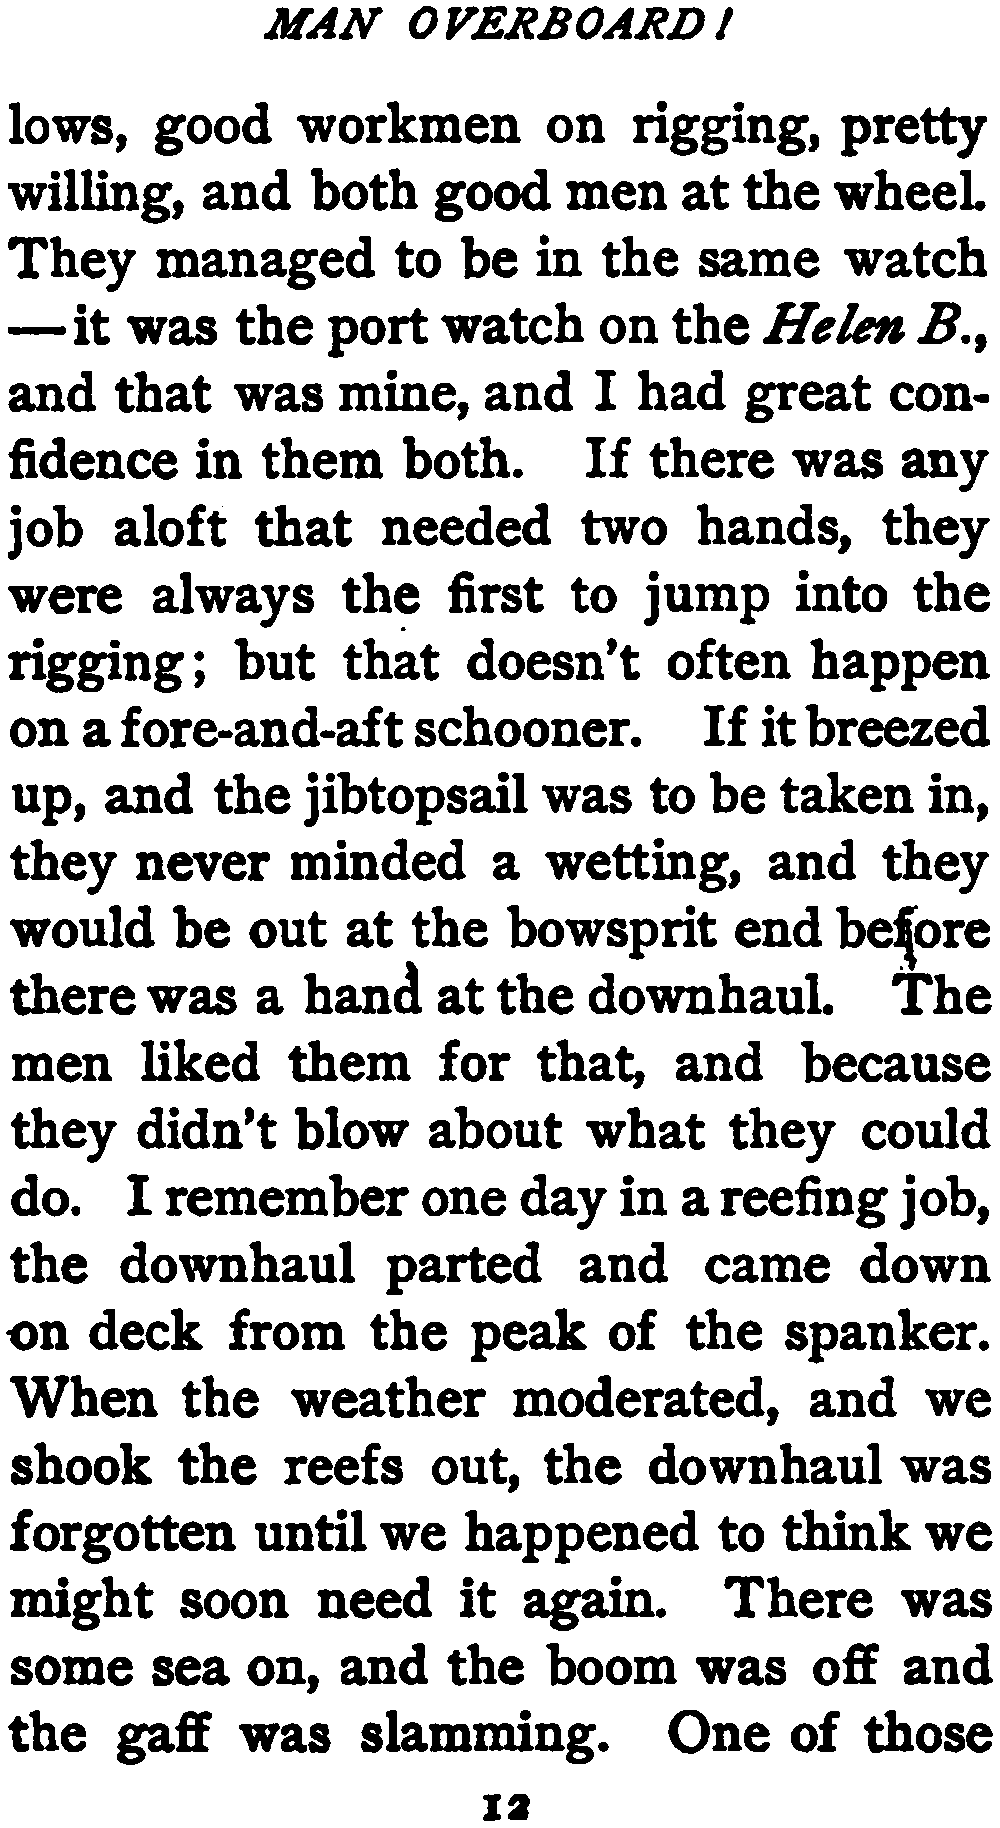 MAN OVERBOARD!
lows, good workmen on rigging, pretty
willing, and both good men at the wheel.
They managed to be in the same watch
—it was the port watch on the Helen B.,
and that was mine, and I had great con-
fidence in them both. If there was any
job aloft that needed two hands, they
were always the first to jump into the
rigging; but that doesn't often happen
on a fore-and-aft schooner. If it breezed
up, and the jibtopsail was to be taken in,
they never minded a wetting, and they
would be out at the bowsprit end before
there was a hand at the downhaul. The
men liked them for that, and because
they didn't blow about what they could
do. I remember one day in a reefing job,
the downhaul parted and came down
on deck from the peak of the spanker.
When the weather moderated, and we
shook the reefs out, the downhaul was
forgotten until we happened to think we
might soon need it again. There was
some sea on, and the boom was off and
the gaff was slamming. One of those
12